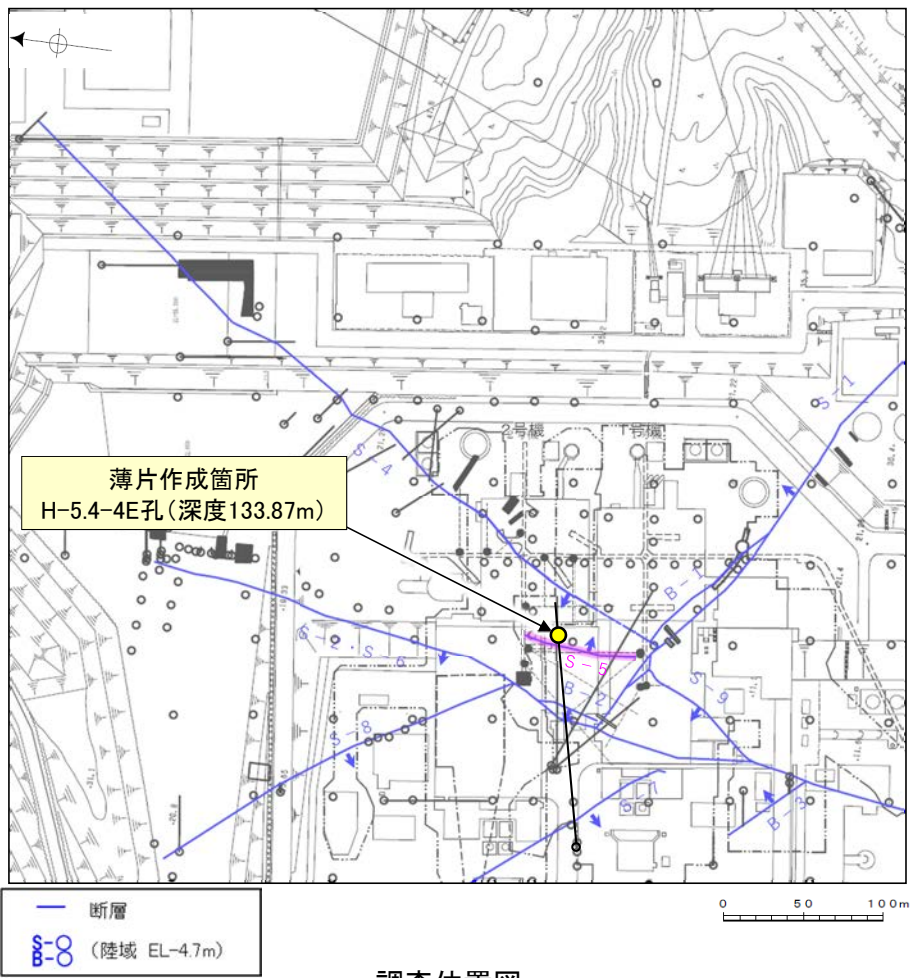 S-1
2号機
1号機
S-4
薄片作成箇所
H-5.4-4E孔(深度133.87m)
B-1
S-2・S-6
S-5
B-2
S-9
S-8
S-7
B-3
断層
S-○
B-○
(陸域 EL-4.7m)
0 50 100m
調査位置図